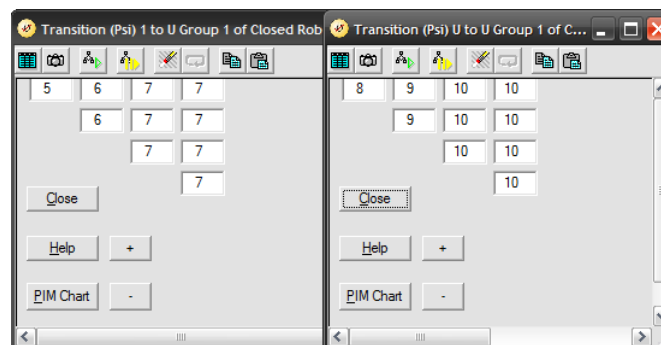 Transition (Psi) 1 to U Group 1 of Closed Rob
5 6 7 7
6 7 7
7 7
7
Close
Help +
PIM Chart -
Transition (Psi) U to U Group 1 of C...
8 9 10 10
9 10 10
10 10
10
Close
Help +
PIM Chart -